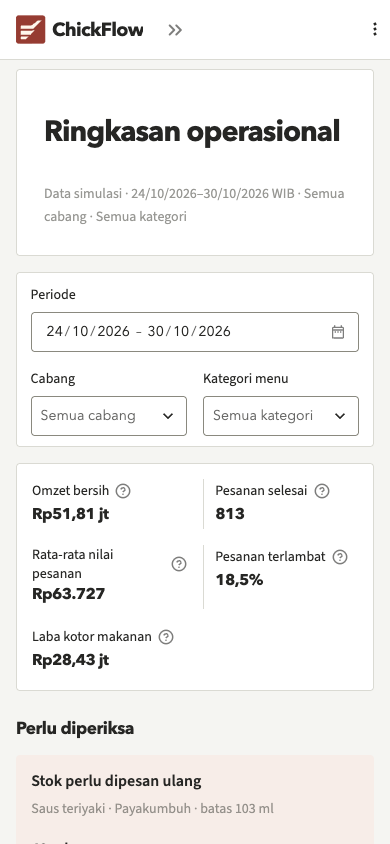 ChickFlow
Ringkasan operasional
Data simulasi · 24/10/2026–30/10/2026 WIB · Semua
cabang · Semua kategori
Periode
24/10/2026 – 30/10/2026
Cabang
Kategori menu
Semua cabang
Semua kategori
Omzet bersih
Rp51,81 jt
Pesanan selesai
813
Rata-rata nilai
pesanan
Rp63.727
Pesanan terlambat
18,5%
Laba kotor makanan
Rp28,43 jt
Perlu diperiksa
Stok perlu dipesan ulang
Saus teriyaki · Payakumbuh · batas 103 ml